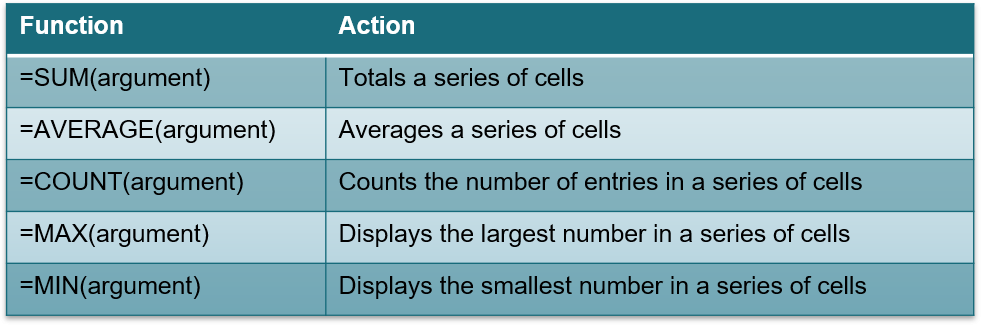 Function Action
=SUM(argument) Totals a series of cells
=AVERAGE(argument) Averages a series of cells
=COUNT(argument) Counts the number of entries in a series of cells
=MAX(argument) Displays the largest number in a series of cells
=MIN(argument) Displays the smallest number in a series of cells